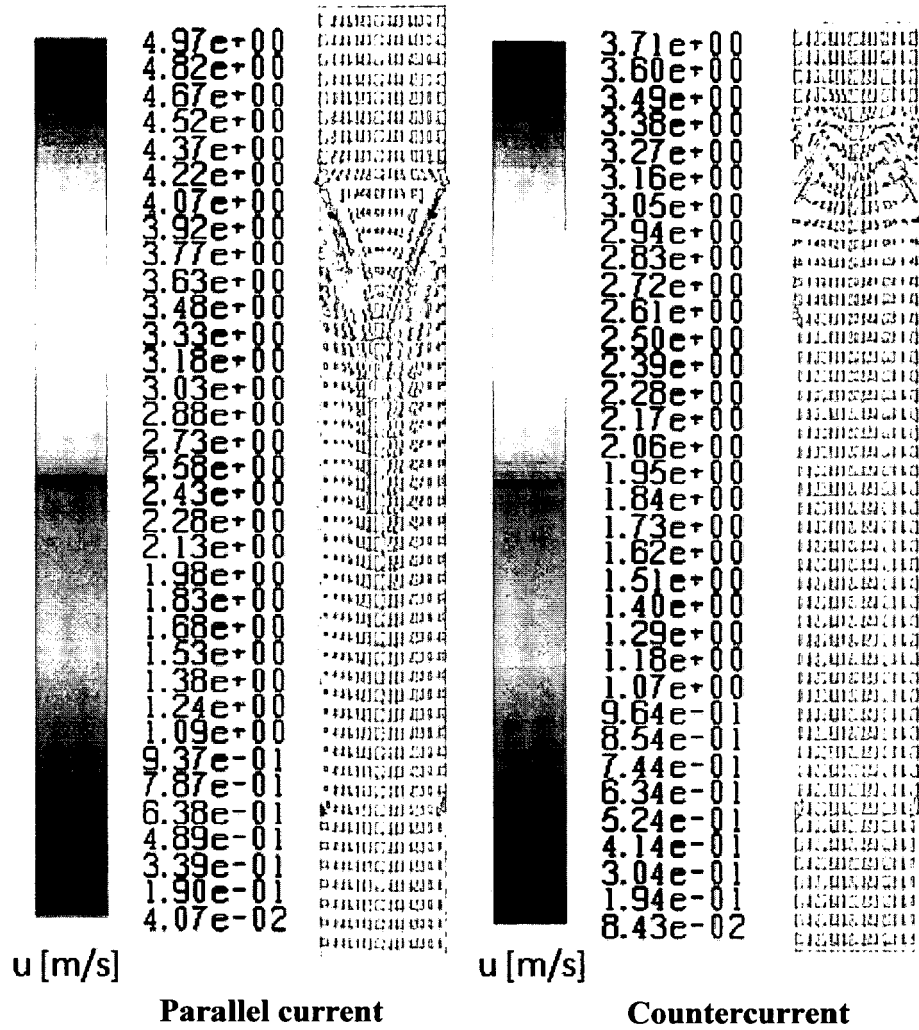 4.97e+00
4.82e+00
4.67e+00
4.52e+00
4.37e+00
4.22e+00
4.07e+00
3.92e+00
3.77e+00
3.63e+00
3.48e+00
3.33e+00
3.18e+00
3.03e+00
2.88e+00
2.73e+00
2.58e+00
2.43e+00
2.28e+00
2.13e+00
1.98e+00
1.83e+00
1.68e+00
1.53e+00
1.38e+00
1.24e+00
1.09e+00
9.37e-01
7.87e-01
6.38e-01
4.89e-01
3.39e-01
1.90e-01
4.07e-02
u [m/s]
Parallel current
3.71e+00
3.60e+00
3.49e+00
3.38e+00
3.27e+00
3.16e+00
3.05e+00
2.94e+00
2.83e+00
2.72e+00
2.61e+00
2.50e+00
2.39e+00
2.28e+00
2.17e+00
2.06e+00
1.95e+00
1.84e+00
1.73e+00
1.62e+00
1.51e+00
1.40e+00
1.29e+00
1.18e+00
1.07e+00
9.64e-01
8.54e-01
7.44e-01
6.34e-01
5.24e-01
4.14e-01
3.04e-01
1.94e-01
8.43e-02
u [m/s]
Countercurrent